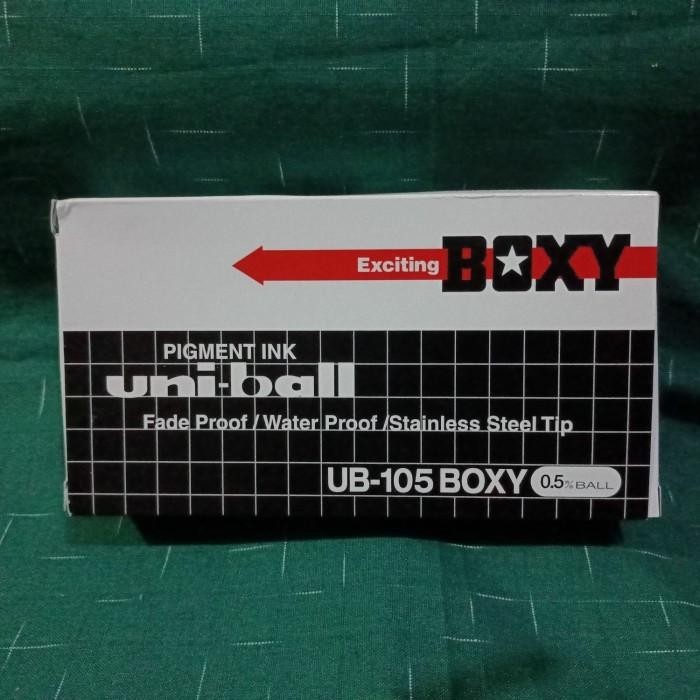 Exciting BOXY
PIGMENT INK
uni-ball
Fade Proof / Water Proof /Stainless Steel Tip
UB-105 BOXY 0.5㎜ BALL